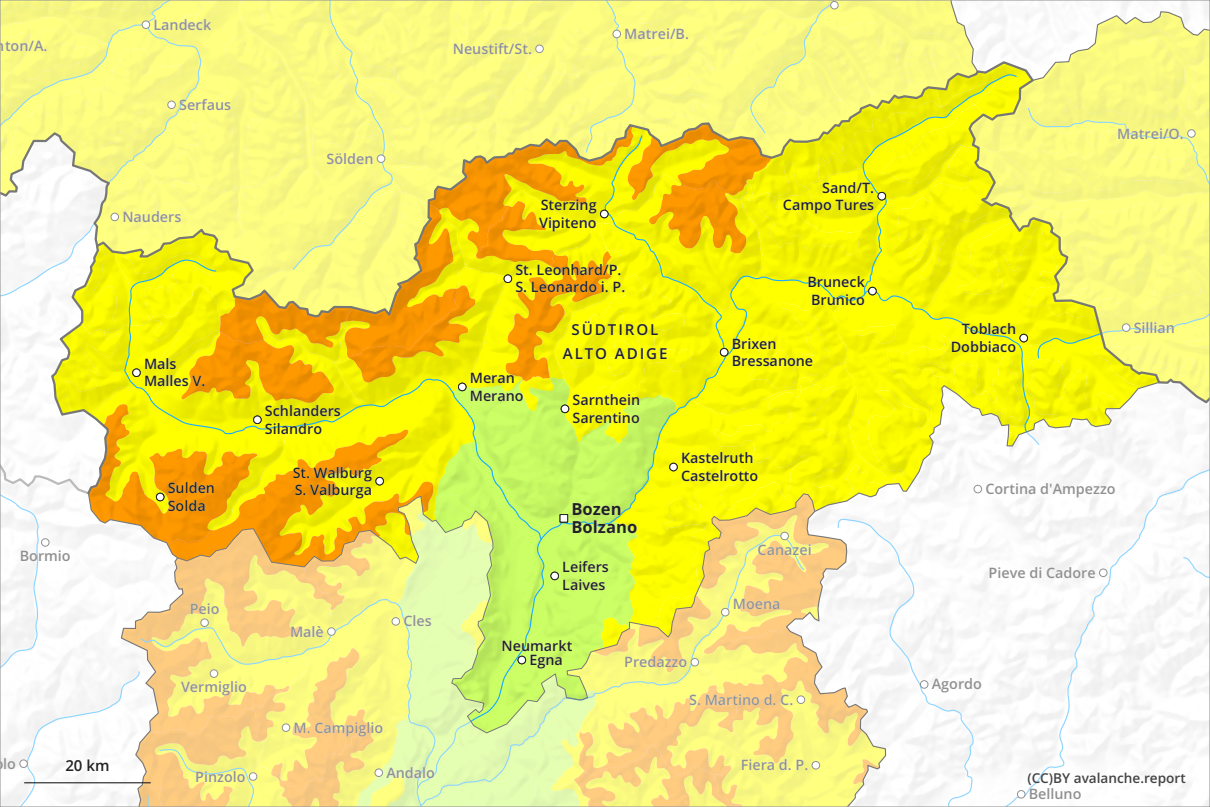 Landeck
Matrei/B.
nton/A.
Neustift/St.
Serfaus
Matrei/O.
Sölden
Sand/T.
Campo Tures
Nauders
Sterzing
Vipiteno
St. Leonhard/P.
S. Leonardo i. P.
Bruneck
Brunico
SÜDTIROL
ALTO ADIGE
Toblach
Dobbiaco
Sillian
Brixen
Bressanone
Mals
Malles V.
Meran
Merano
Sarnthein
Sarentino
Schlanders
Silandro
Kastelruth
Castelrotto
St. Walburg
S. Valburga
Sulden
Solda
Cortina d'Ampezzo
Bozen
Bolzano
Bormio
Canazei
Leifers
Laives
Pieve di Cadore
Peio
Moena
Cles
Malè
Neumarkt
Egna
Predazzo
Vermiglio
Agordo
S. Martino d. C.
M. Campiglio
20 km
Pinzolo
Andalo
Fiera d. P.
(CC)BY avalanche.report
Belluno